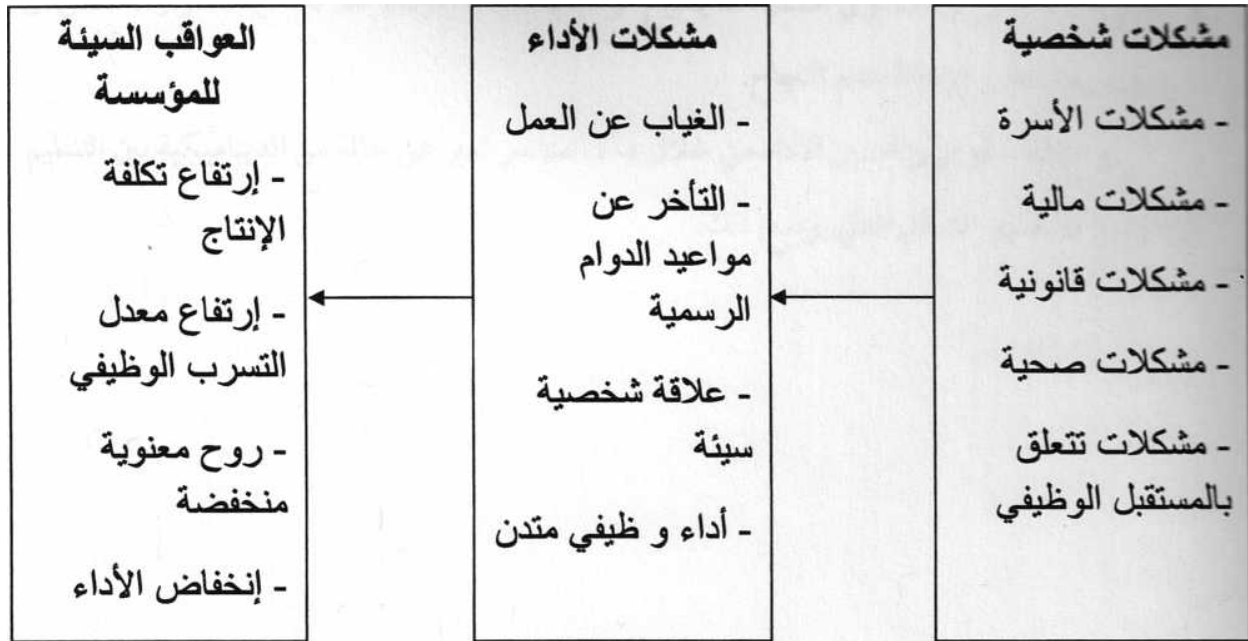 مشكلات شخصية
- مشكلات الأسرة
- مشكلات مالية
- مشكلات قانونية
- مشكلات صحية
- مشكلات تتعلق
بالمستقبل الوظيفي
مشكلات الأداء
- الغياب عن العمل
- التأخر عن
مواعيد الدوام
الرسمية
- علاقة شخصية
سيئة
- أداء و ظيفي متدن
العواقب السيئة
للمؤسسة
- إرتفاع تكلفة
الإنتاج
- إرتفاع معدل
التسرب الوظيفي
- روح معنوية
منخفضة
- إنخفاض الأداء